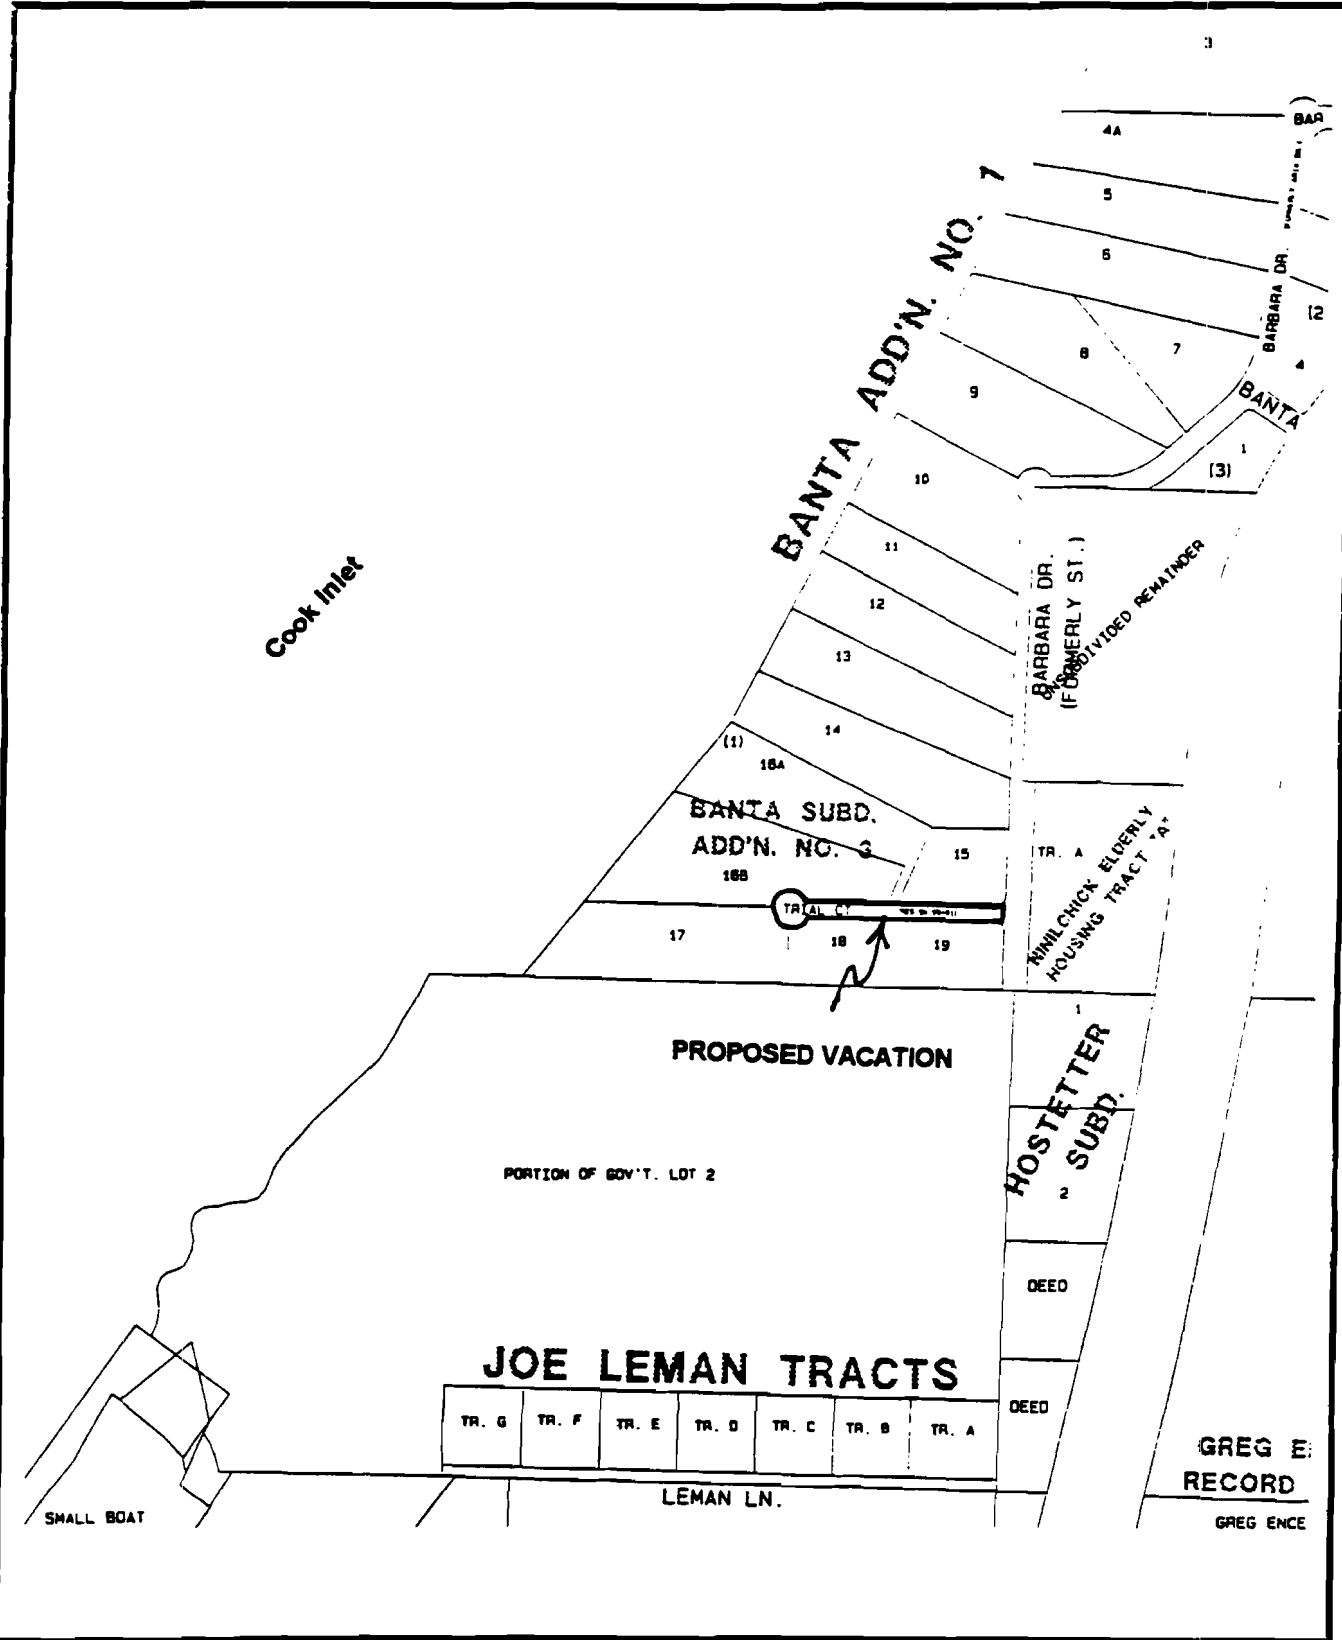 3
BAR
4A
5
6
BARBARA DR.
(2
7
8
4
9
BANTA
1
(3)
BANTA ADD'N. NO. 1
10
11
12
13
14
Cook Inlet
BARBARA DR.
(FORMERLY ST.)
UNSUBDIVIDED REMAINDER
(1)
16A
BANTA SUBD.
ADD'N. NO. 3
15
TR. A
16B
NINILCHICK ELDERLY
HOUSING TRACT "A"
TRIAL CT
17
18
19
1
PROPOSED VACATION
HOSTETTER
SUBD.
PORTION OF GOV'T. LOT 2
2
DEED
JOE LEMAN TRACTS
TR. G
TR. F
TR. E
TR. D
TR. C
TR. B
TR. A
DEED
GREG E
RECORD
LEMAN LN.
SMALL BOAT
GREG ENCE